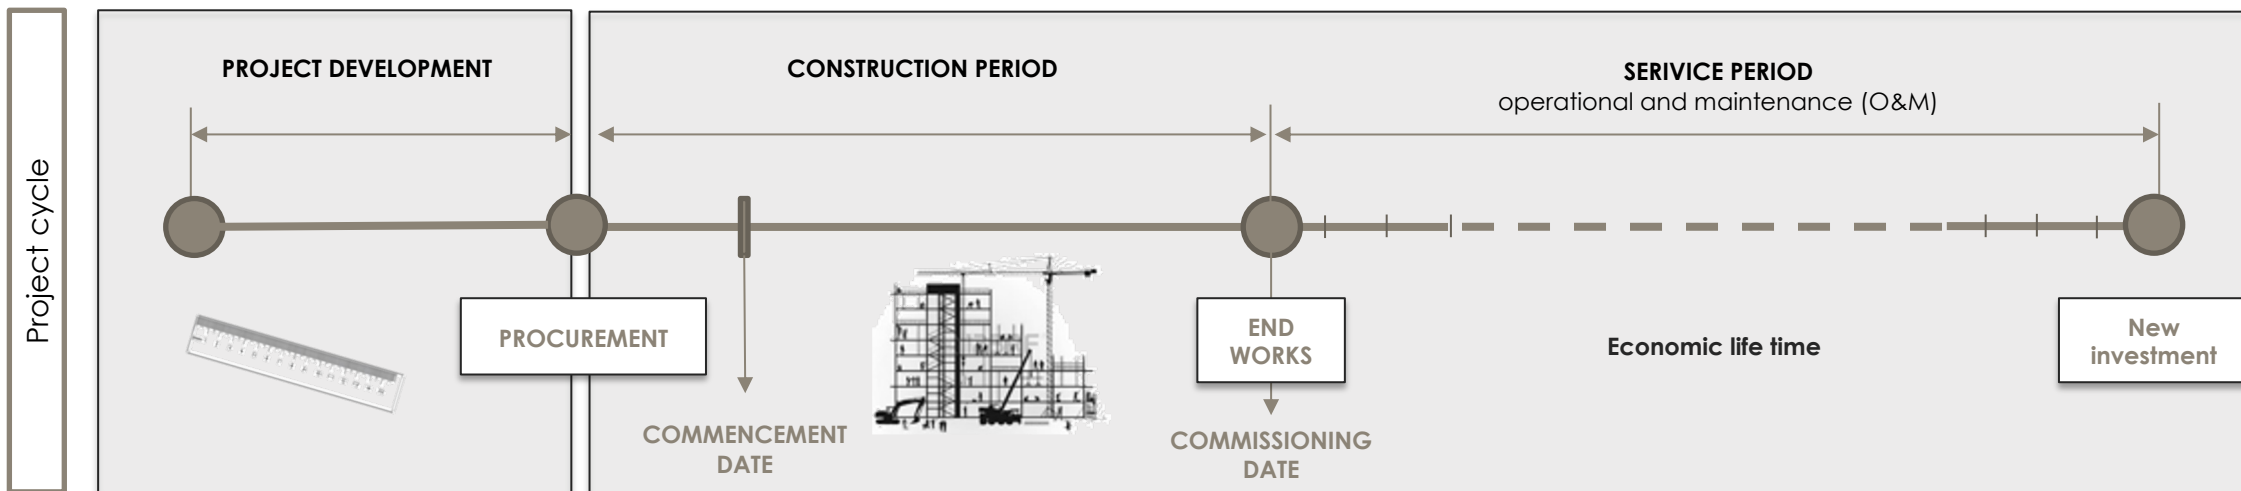 Project cycle
PROJECT DEVELOPMENT
CONSTRUCTION PERIOD
SERIVICE PERIOD
operational and maintenance (O&M)
PROCUREMENT
END
WORKS
Economic life time
New
investment
COMMENCEMENT
DATE
COMMISSIONING
DATE